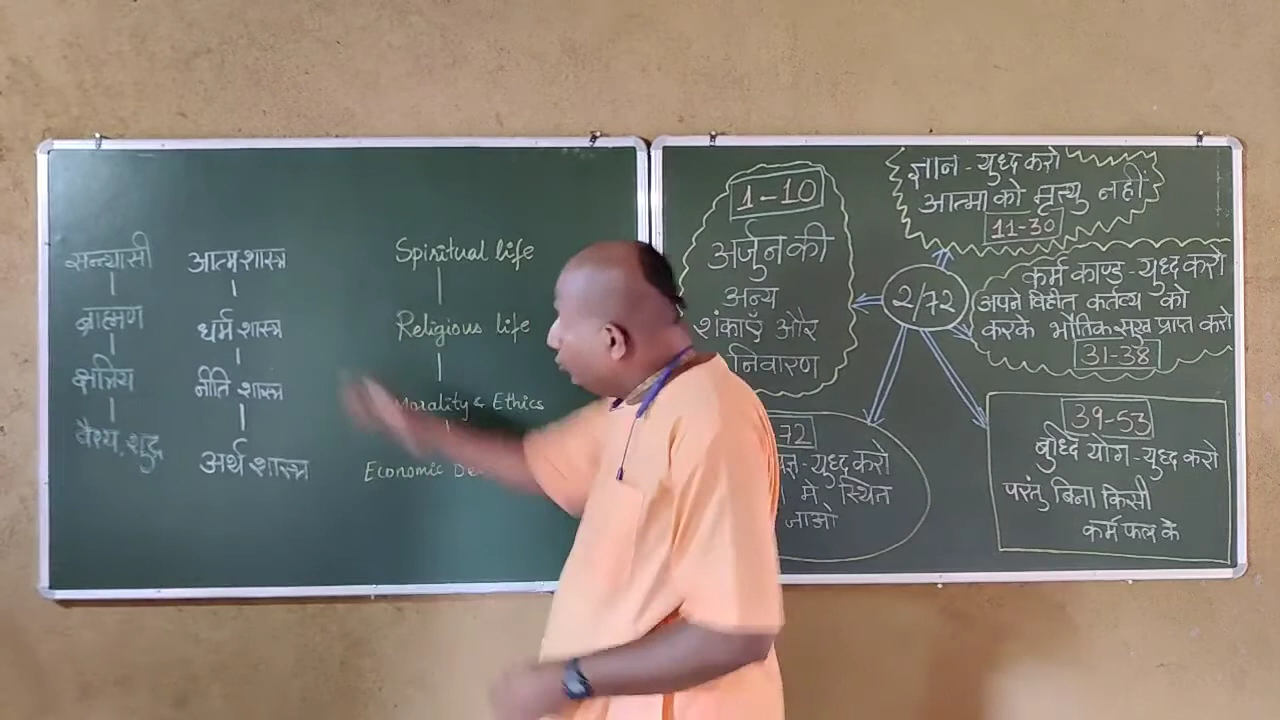 सन्यासी
ब्राह्मण
क्षत्रिय
वैश्य, शुद्र
आत्म शास्त्र
धर्म शास्त्र
नीति शास्त्र
अर्थ शास्त्र
Spiritual life
Religious life
Morality & Ethics
Economic
1-10
अर्जुन की
अन्य
शंकाएँ और
निवारण
ज्ञान - युध्द करो
आत्मा को मृत्यु नहीं
11-30
2/72
कर्म काण्ड - युध्द करो
अपने विहीत कर्तव्य को
करके भौतिक सुख प्राप्त करो
31-38
72
- युध्द करो
मे स्थित
जाओ
39-53
बुध्दि योग - युध्द करो
परंतु बिना किसी
कर्म फल के